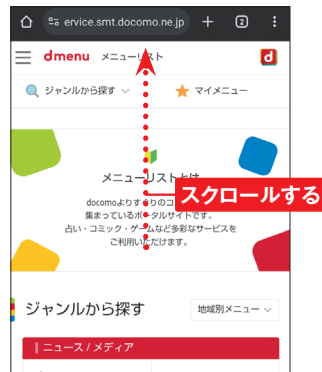 ervice.smt.docomo.ne.jp 2
dmenu メニューリスト d
ジャンルから探す マイメニュー
メニューリストとは
スクロールする
docomoよりすぐりのコ
集まっているポータルサイトです。
占い・コミック・ゲームなど多彩なサービスを
ご利用いただけます。
ジャンルから探す 地域別メニュー
ニュース / メディア